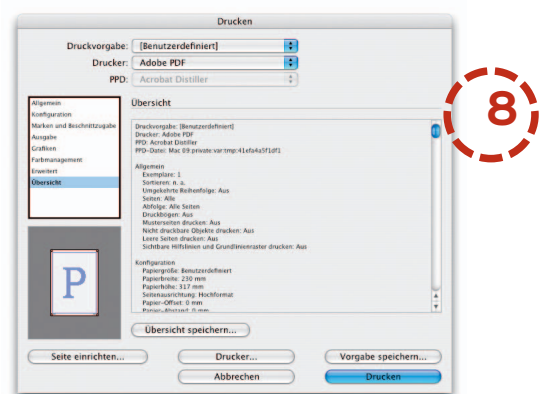 Drucken
Druckvorgabe: [Benutzerdefiniert]
Drucker: Adobe PDF
PPD: Acrobat Distiller
8
Allgemein
Konfiguration
Marken und Beschnittzugabe
Ausgabe
Grafiken
Farbmanagement
Erweitert
Übersicht
Übersicht
Druckvorgabe: [Benutzerdefiniert]
Drucker: Adobe PDF
PPD: Acrobat Distiller
PPD-Datei: Mac 09:private:var:tmp:41efa4a5f1df1
Allgemein
Exemplare: 1
Sortieren: n. a.
Umgekehrte Reihenfolge: Aus
Seiten: Alle
Abfolge: Alle Seiten
Druckbögen: Aus
Musterseiten drucken: Aus
Nicht druckbare Objekte drucken: Aus
Leere Seiten drucken: Aus
Sichtbare Hilfslinien und Grundlinienraster drucken: Aus
Konfiguration
Papiergröße: Benutzerdefiniert
Papierbreite: 230 mm
Papierhöhe: 317 mm
Seitenausrichtung: Hochformat
Papier-Offset: 0 mm
Papier-Abstand: 0 mm
P
Übersicht speichern...
Seite einrichten... Drucker... Vorgabe speichern...
Abbrechen Drucken